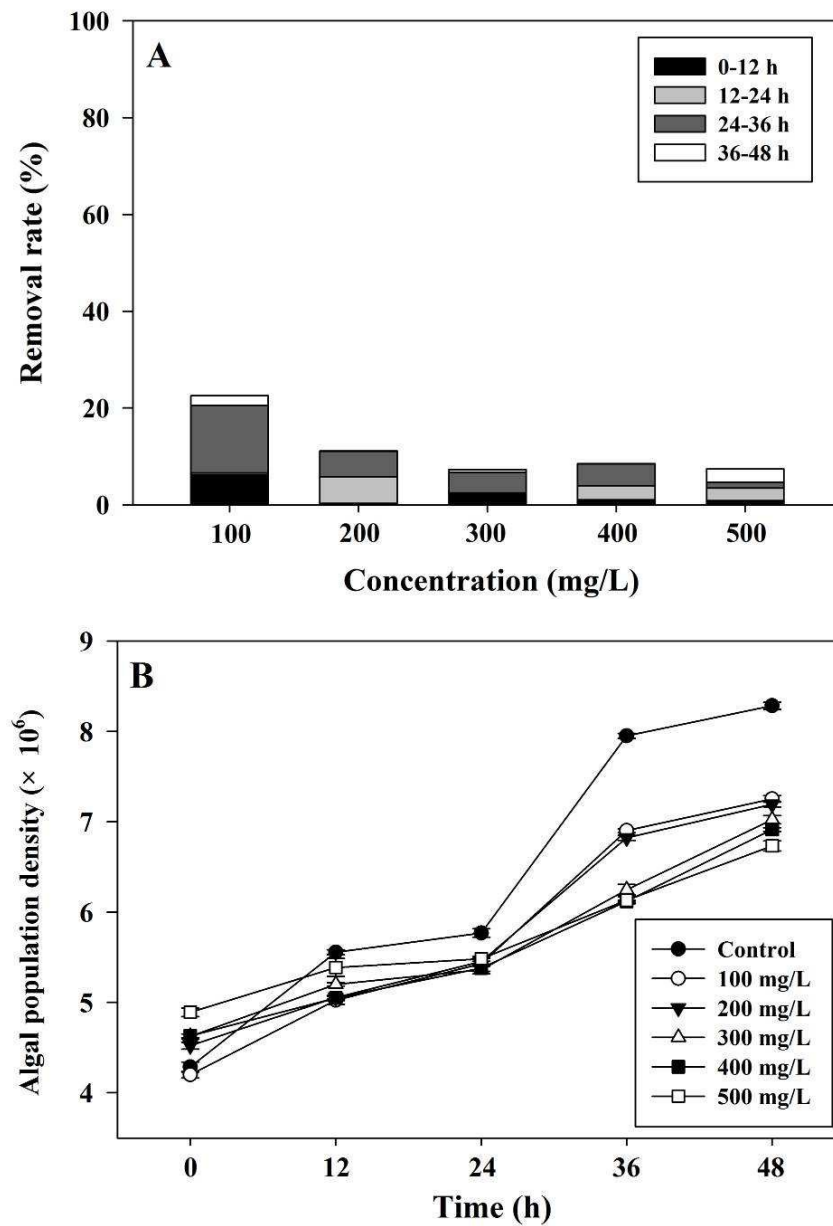 A
Removal rate (%)
100
80
60
40
20
0
0-12 h
12-24 h
24-36 h
36-48 h
100 200 300 400 500
Concentration (mg/L)
B
Algal population density (× 10⁶)
9
8
7
6
5
4
Control
100 mg/L
200 mg/L
300 mg/L
400 mg/L
500 mg/L
0 12 24 36 48
Time (h)